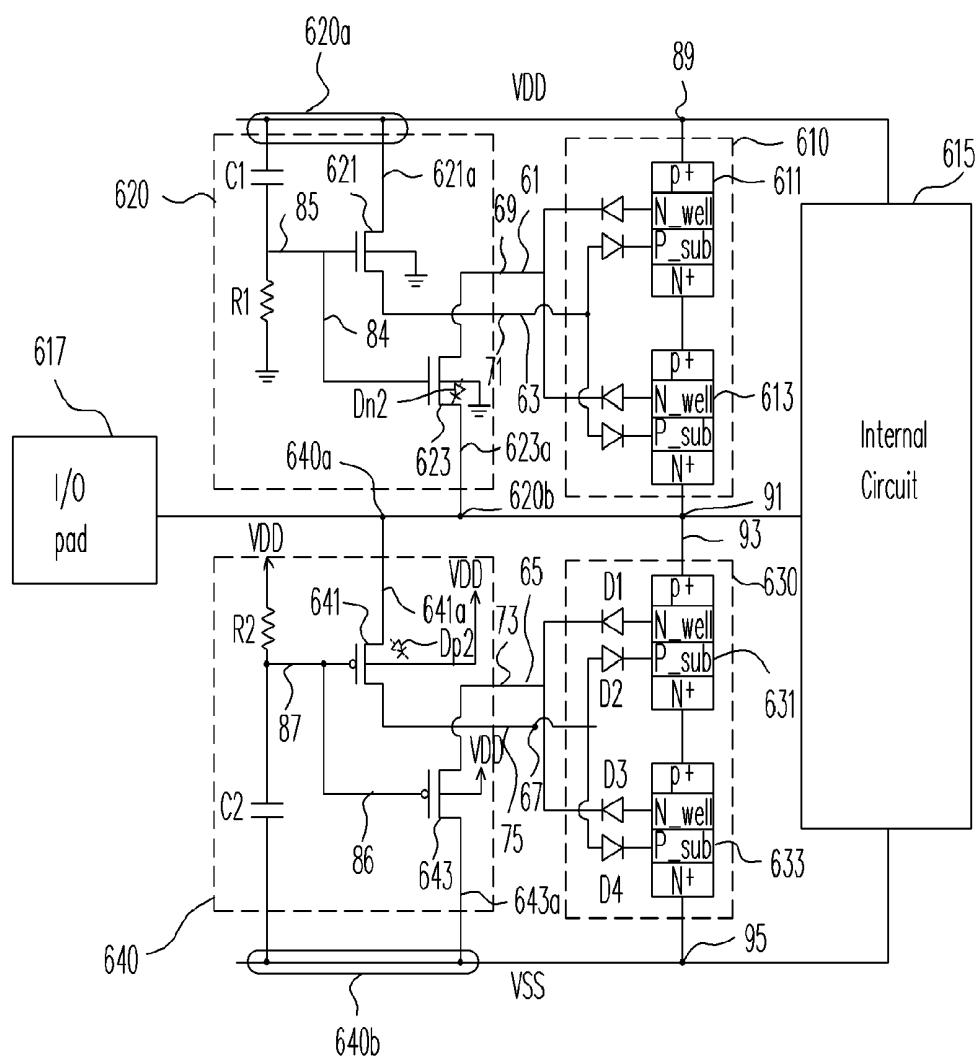 620a
VDD
89
610
615
C1
621
621a
61
p+
611
620
85
69
N_well
P_sub
N+
R1
84
71
63
617
p+
N_well
613
Dn2
P_sub
Internal
Circuit
623
623a
N+
640a
620b
91
I/O
pad
93
VDD
VDD
65
D1
630
641
641a
73
p+
R2
Dp2
N_well
P_sub
87
D2
N+
631
VDD
D3
p+
C2
67
N_well
86
75
P_sub
633
643
643a
D4
N+
640
95
VSS
640b